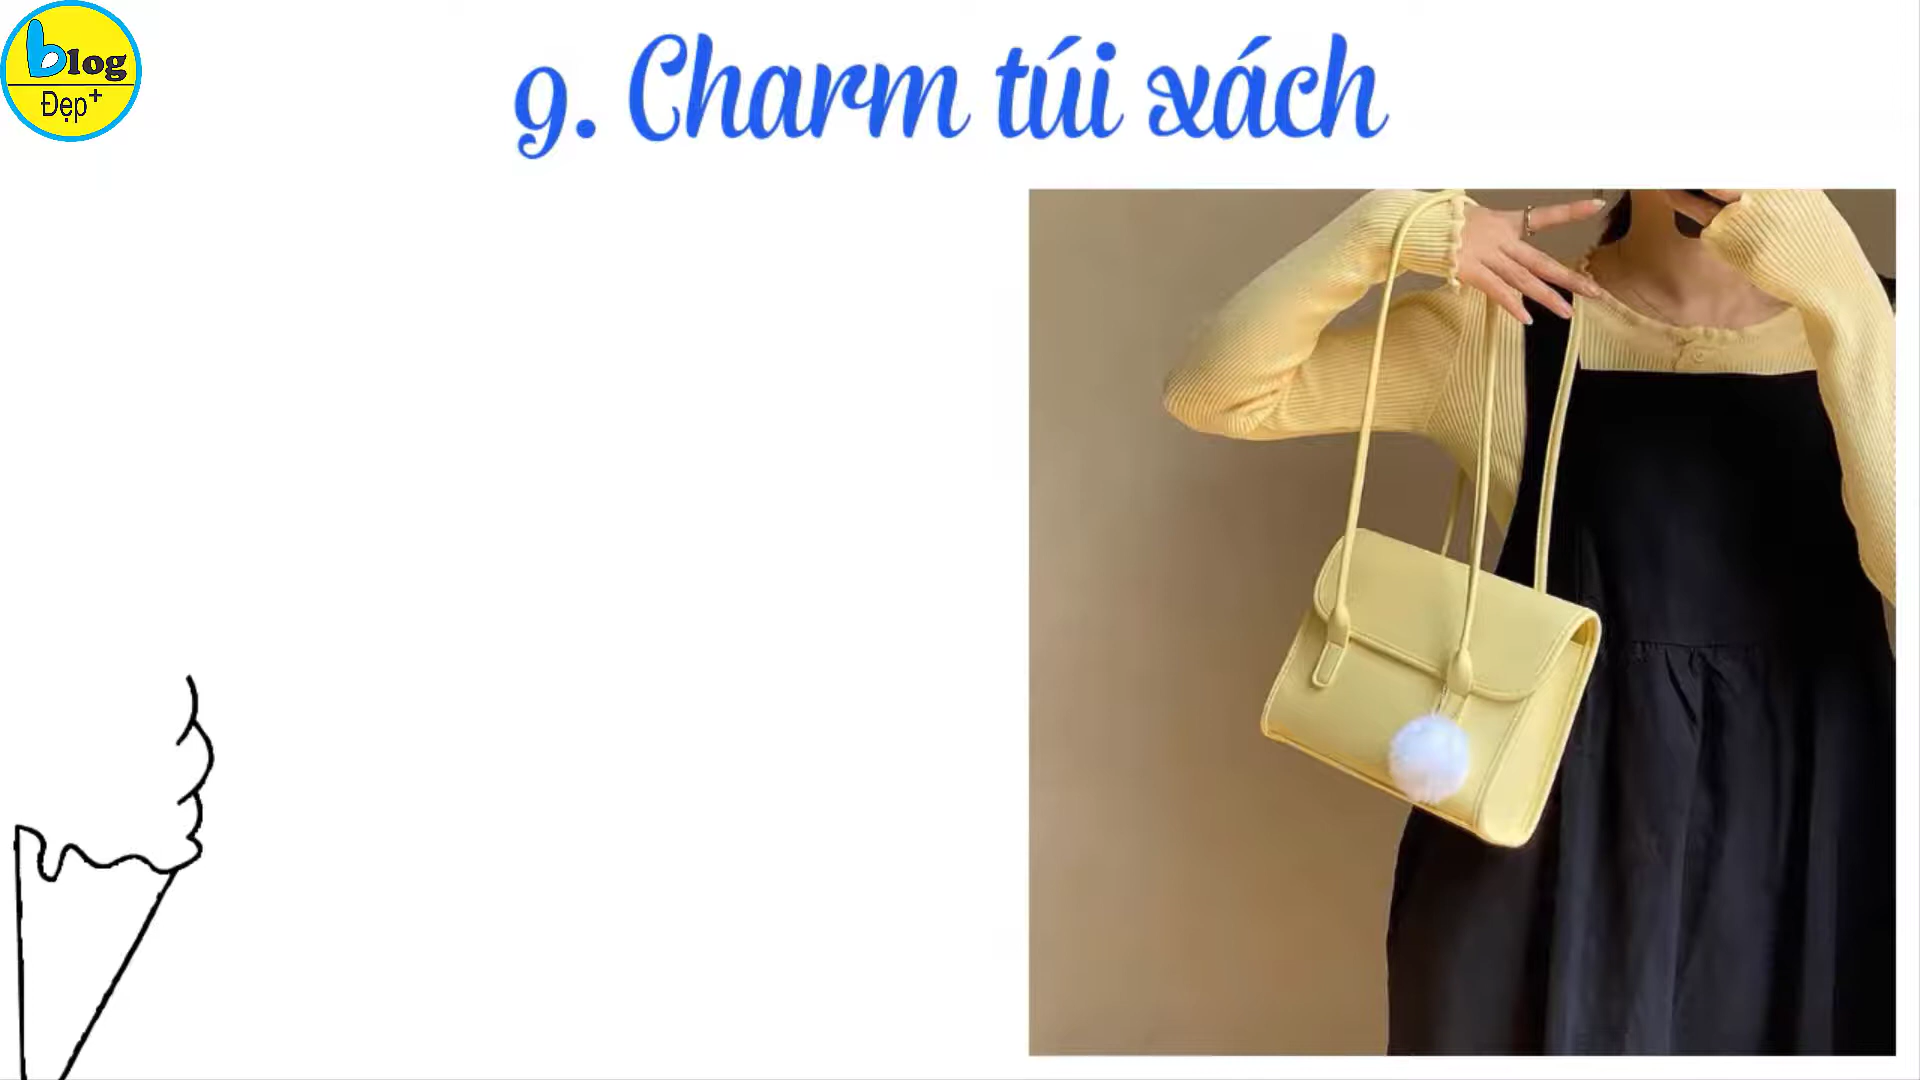 blog
Đẹp+
9. Charm túi xách